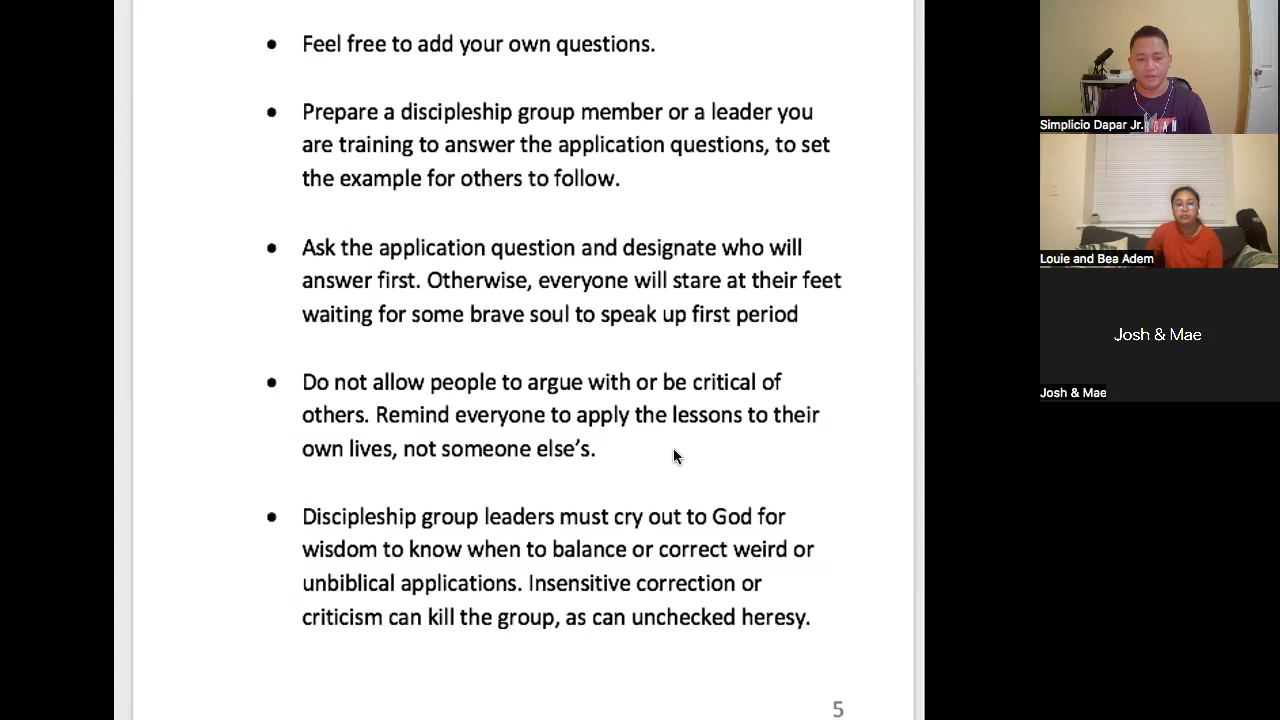 Feel free to add your own questions.
Prepare a discipleship group member or a leader you
are training to answer the application questions, to set
the example for others to follow.
Ask the application question and designate who will
answer first. Otherwise, everyone will stare at their feet
waiting for some brave soul to speak up first period
Do not allow people to argue with or be critical of
others. Remind everyone to apply the lessons to their
own lives, not someone else’s.
Discipleship group leaders must cry out to God for
wisdom to know when to balance or correct weird or
unbiblical applications. Insensitive correction or
criticism can kill the group, as can unchecked heresy.
5
Simplicio Dapar Jr.
Louie and Bea Adem
Josh & Mae
Josh & Mae